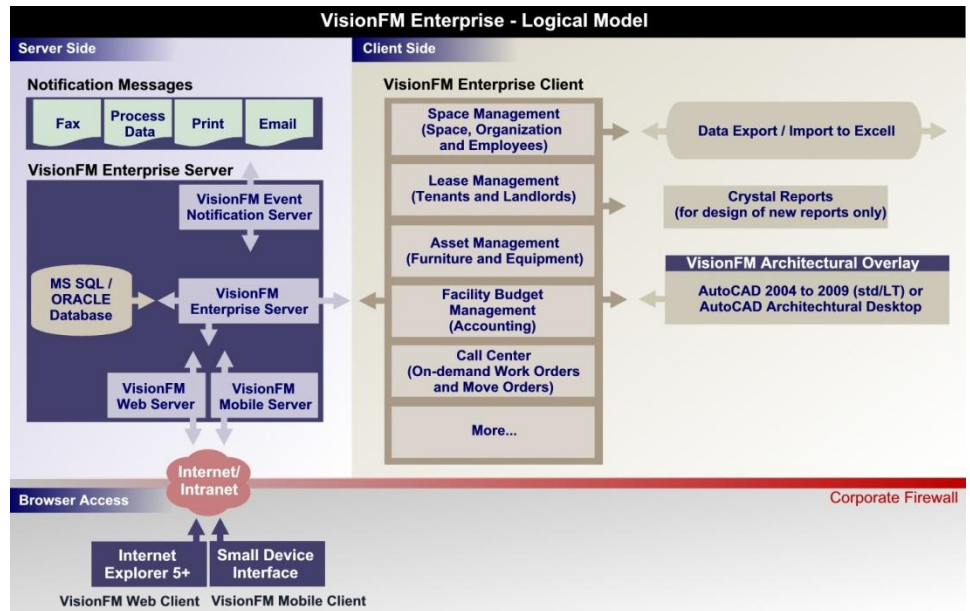 VisionFM Enterprise - Logical Model
Server Side
Client Side
Notification Messages
Fax
Process
Data
Print
Email
VisionFM Enterprise Server
VisionFM Event
Notification Server
MS SQL /
ORACLE
Database
VisionFM
Enterprise Server
VisionFM
Web Server
VisionFM
Mobile Server
VisionFM Enterprise Client
Space Management
(Space, Organization
and Employees)
Lease Management
(Tenants and Landlords)
Asset Management
(Furniture and Equipment)
Facility Budget
Management
(Accounting)
Call Center
(On-demand Work Orders
and Move Orders)
More...
Data Export / Import to Excell
Crystal Reports
(for design of new reports only)
VisionFM Architectural Overlay
AutoCAD 2004 to 2009 (std/LT) or
AutoCAD Architechtural Desktop
Internet/
Intranet
Browser Access
Corporate Firewall
Internet
Explorer 5+
Small Device
Interface
VisionFM Web Client
VisionFM Mobile Client